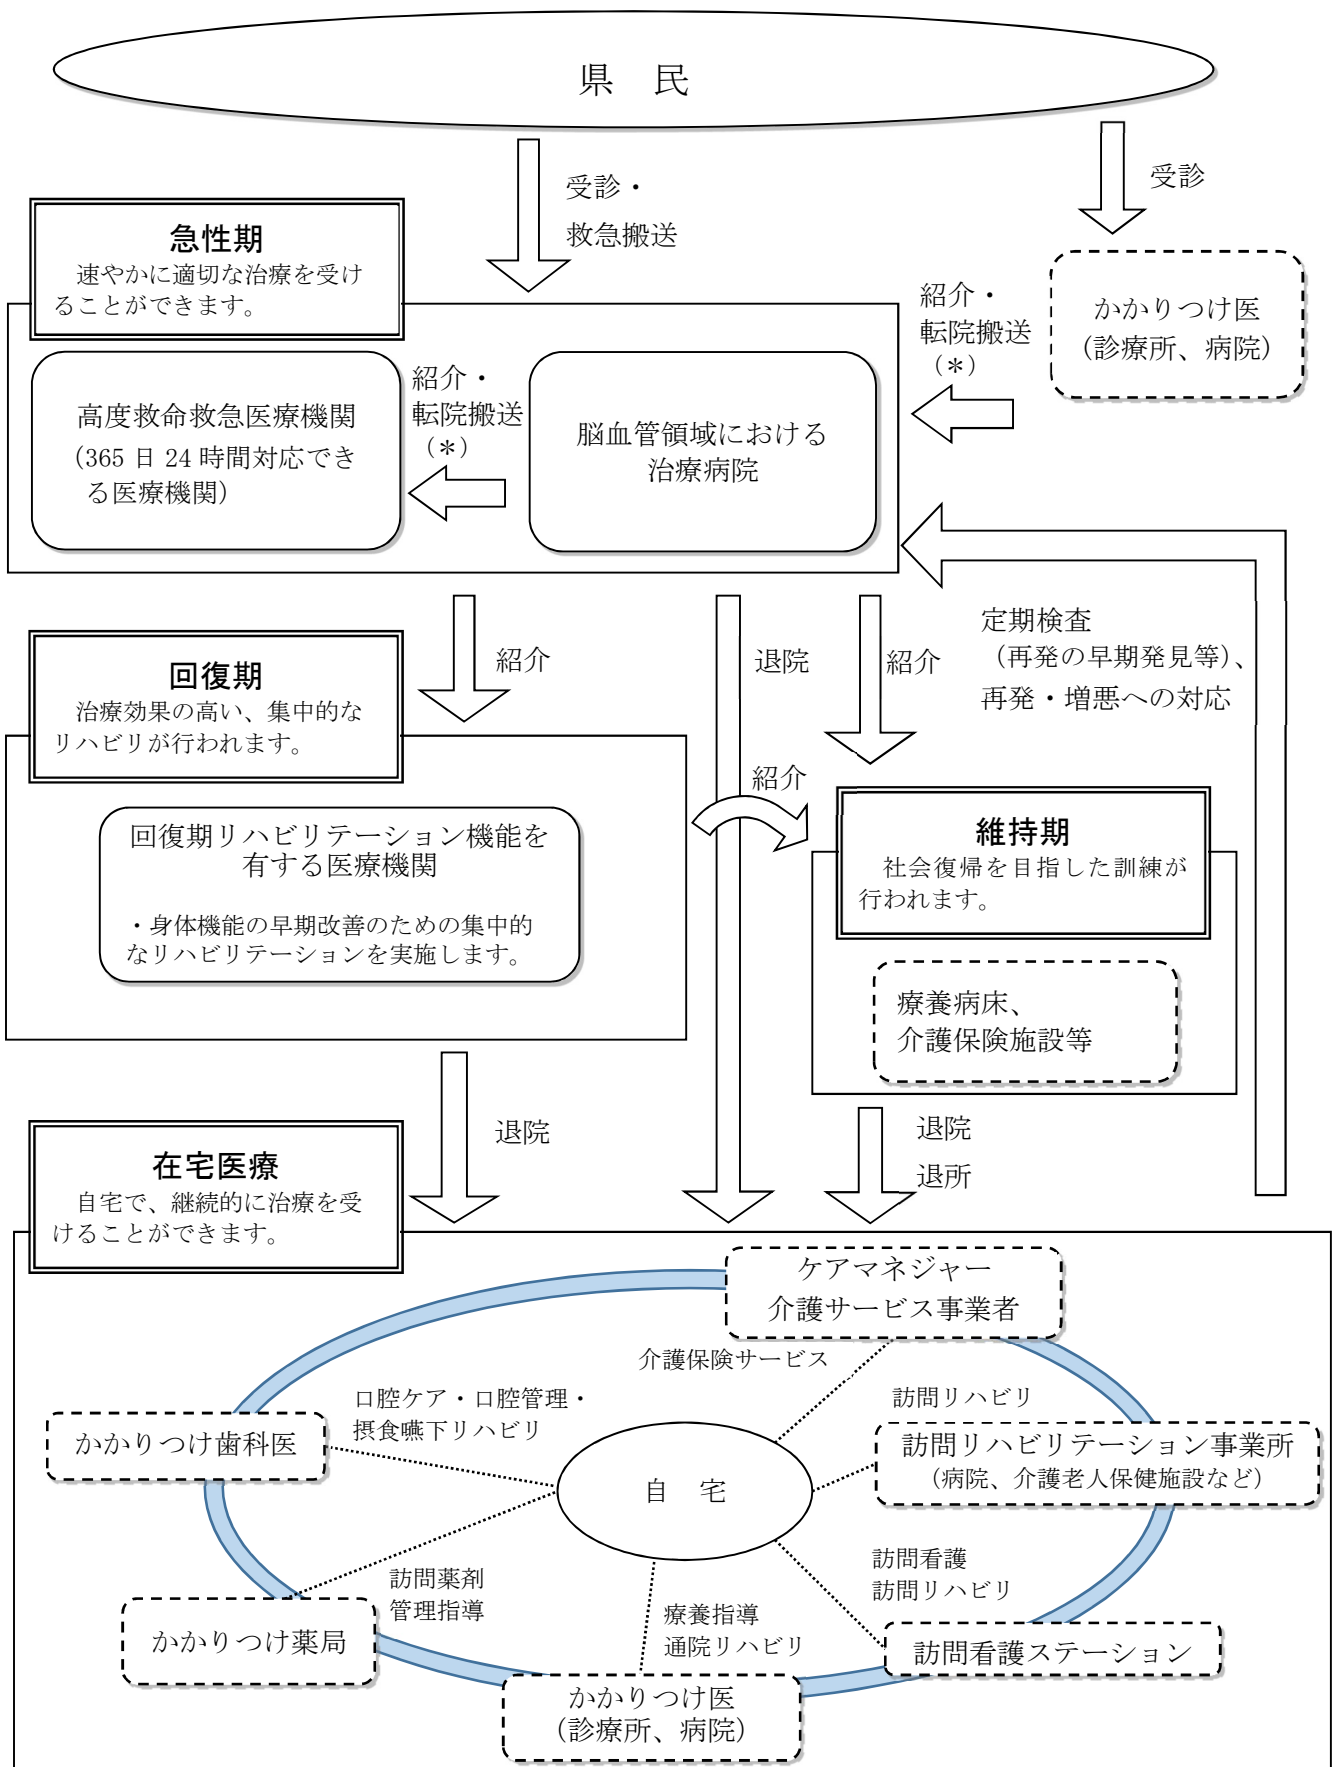 県　民
受診・
救急搬送
受診
急性期
速やかに適切な治療を受け
ることができます。
かかりつけ医
（診療所、病院）
紹介・
転院搬送
（＊）
高度救命救急医療機関
（365 日 24 時間対応でき
る医療機関）
紹介・
転院搬送
（＊）
脳血管領域における
治療病院
紹介
退院
紹介
定期検査
（再発の早期発見等）、
再発・増悪への対応
回復期
治療効果の高い、集中的な
リハビリが行われます。
紹介
回復期リハビリテーション機能を
有する医療機関
・身体機能の早期改善のための集中的
なリハビリテーションを実施します。
維持期
社会復帰を目指した訓練が
行われます。
療養病床、
介護保険施設等
退院
退院
退所
在宅医療
自宅で、継続的に治療を受
けることができます。
ケアマネジャー
介護サービス事業者
介護保険サービス
口腔ケア・口腔管理・
摂食嚥下リハビリ
訪問リハビリ
かかりつけ歯科医
訪問リハビリテーション事業所
（病院、介護老人保健施設など）
自　宅
訪問薬剤
管理指導
訪問看護
訪問リハビリ
療養指導
通院リハビリ
かかりつけ薬局
訪問看護ステーション
かかりつけ医
（診療所、病院）